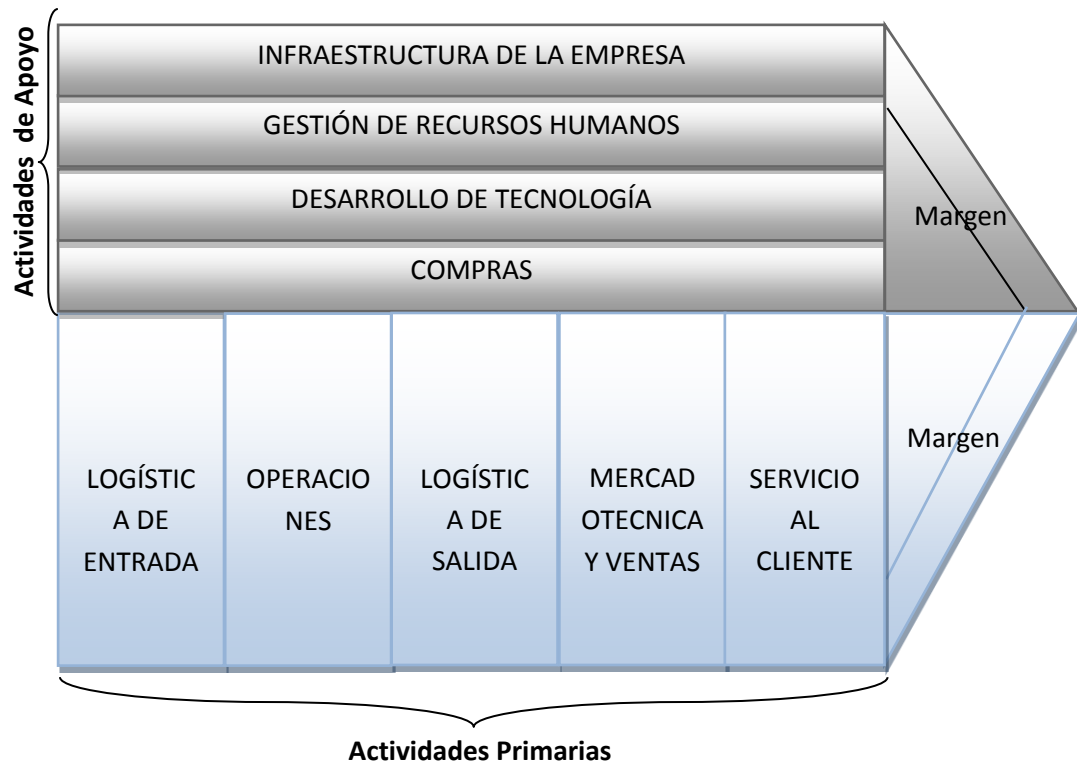 Actividades de Apoyo
INFRAESTRUCTURA DE LA EMPRESA
GESTIÓN DE RECURSOS HUMANOS
DESARROLLO DE TECNOLOGÍA
COMPRAS
Margen
LOGÍSTIC
A DE
ENTRADA
OPERACIO
NES
LOGÍSTIC
A DE
SALIDA
MERCAD
OTECNICA
Y VENTAS
SERVICIO
AL
CLIENTE
Margen
Actividades Primarias